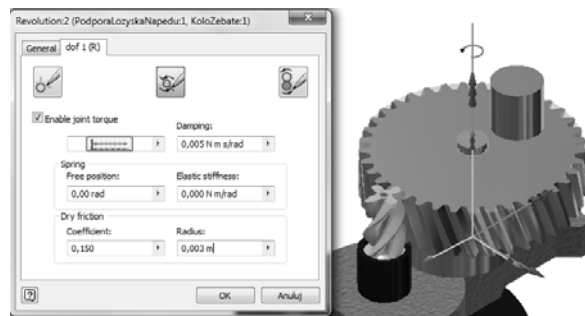 Revolution:2 (PodporaLozyskaNapedu:1, KoloZebate:1)
General dof 1 (R)
Enable joint torque
Damping:
0,005 N m s/rad
Spring
Free position: Elastic stiffness:
0,00 rad 0,000 N m/rad
Dry friction
Coefficient: Radius:
0,150 0,003 m
OK Anuluj